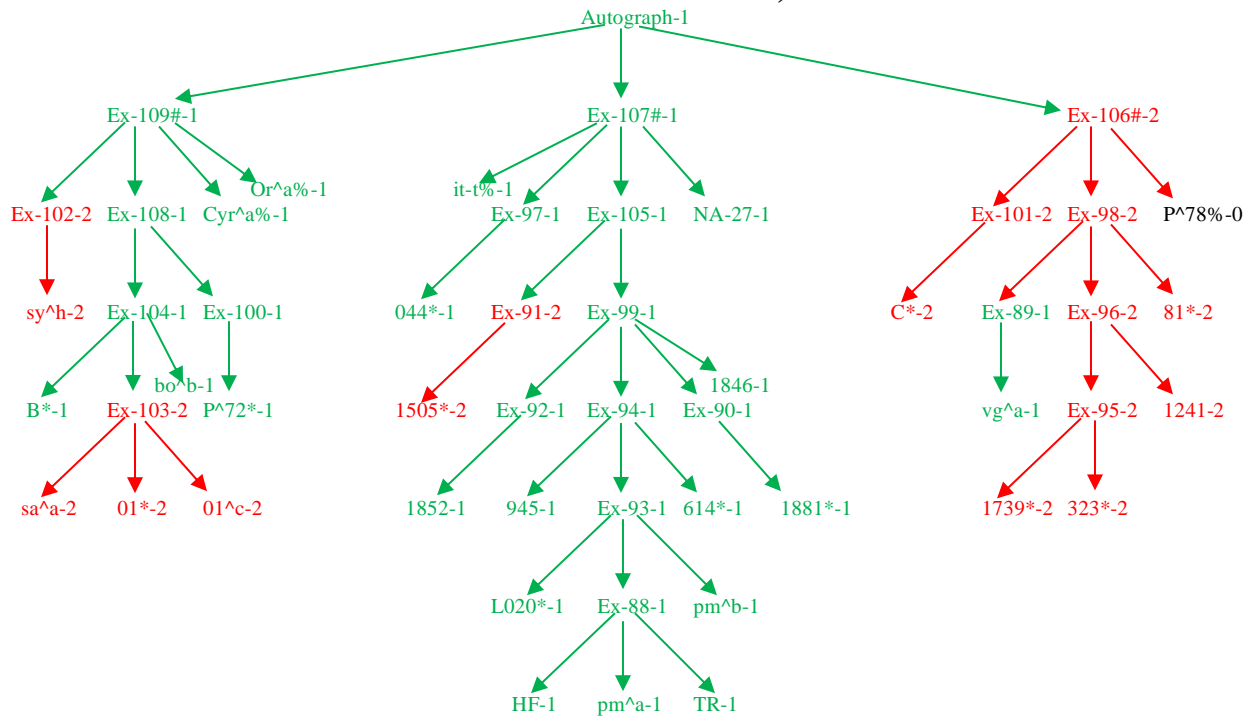 Autograph-1
Ex-109#-1 Ex-107#-1 Ex-106#-2
Or^a%-1 it-t%-1
Ex-102-2 Ex-108-1 Cyr^a%-1 Ex-97-1 Ex-105-1 NA-27-1 Ex-101-2 Ex-98-2 P^78%-0
sy^h-2 Ex-104-1 Ex-100-1 044*-1 Ex-91-2 Ex-99-1 C*-2 Ex-89-1 Ex-96-2 81*-2
bo^b-1 1846-1
B*-1 Ex-103-2 P^72*-1 1505*-2 Ex-92-1 Ex-94-1 Ex-90-1 vg^a-1 Ex-95-2 1241-2
sa^a-2 01*-2 01^c-2 1852-1 945-1 Ex-93-1 614*-1 1881*-1 1739*-2 323*-2
L020*-1 Ex-88-1 pm^b-1
HF-1 pm^a-1 TR-1